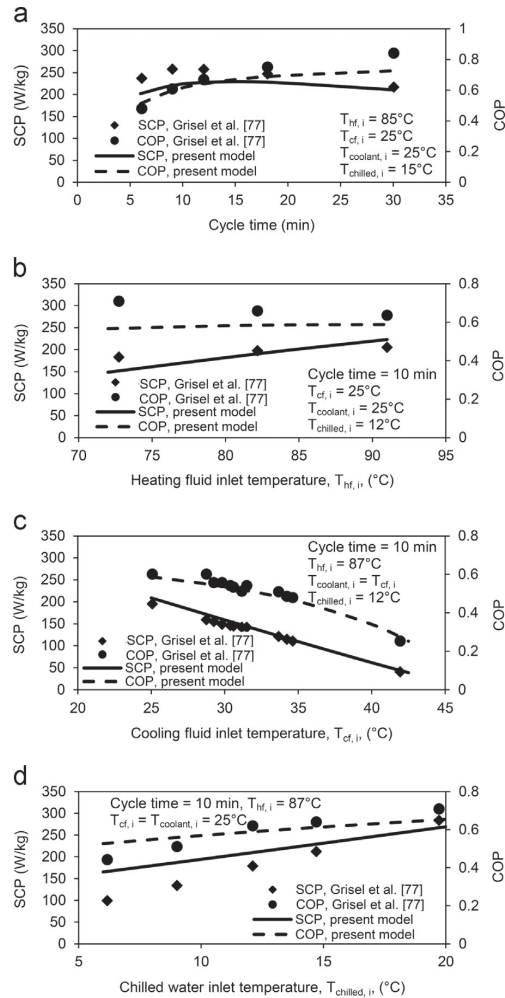 a
350
300
250
200
150
100
50
0
SCP (W/kg)
1
0.8
0.6
0.4
0.2
0
COP
SCP, Grisel et al. [77]
COP, Grisel et al. [77]
SCP, present model
COP, present model
Thf, i = 85°C
Tcf, i = 25°C
Tcoolant, i = 25°C
Tchilled, i = 15°C
0 5 10 15 20 25 30 35
Cycle time (min)
b
350
300
250
200
150
100
50
0
SCP (W/kg)
0.8
0.6
0.4
0.2
0
COP
SCP, Grisel et al. [77]
COP, Grisel et al. [77]
SCP, present model
COP, present model
Cycle time = 10 min
Tcf, i = 25°C
Tcoolant, i = 25°C
Tchilled, i = 12°C
70 75 80 85 90 95
Heating fluid inlet temperature, Thf, i, (°C)
c
350
300
250
200
150
100
50
0
SCP (W/kg)
0.8
0.6
0.4
0.2
0
COP
Cycle time = 10 min
Thf, i = 87°C
Tcoolant, i = Tcf, i
Tchilled, i = 12°C
SCP, Grisel et al. [77]
COP, Grisel et al. [77]
SCP, present model
COP, present model
20 25 30 35 40 45
Cooling fluid inlet temperature, Tcf, i, (°C)
d
350
300
250
200
150
100
50
0
SCP (W/kg)
0.8
0.6
0.4
0.2
0
COP
Cycle time = 10 min, Thf, i = 87°C
Tcf, i = Tcoolant, i = 25°C
SCP, Grisel et al. [77]
COP, Grisel et al. [77]
SCP, present model
COP, present model
5 10 15 20
Chilled water inlet temperature, Tchilled, i, (°C)